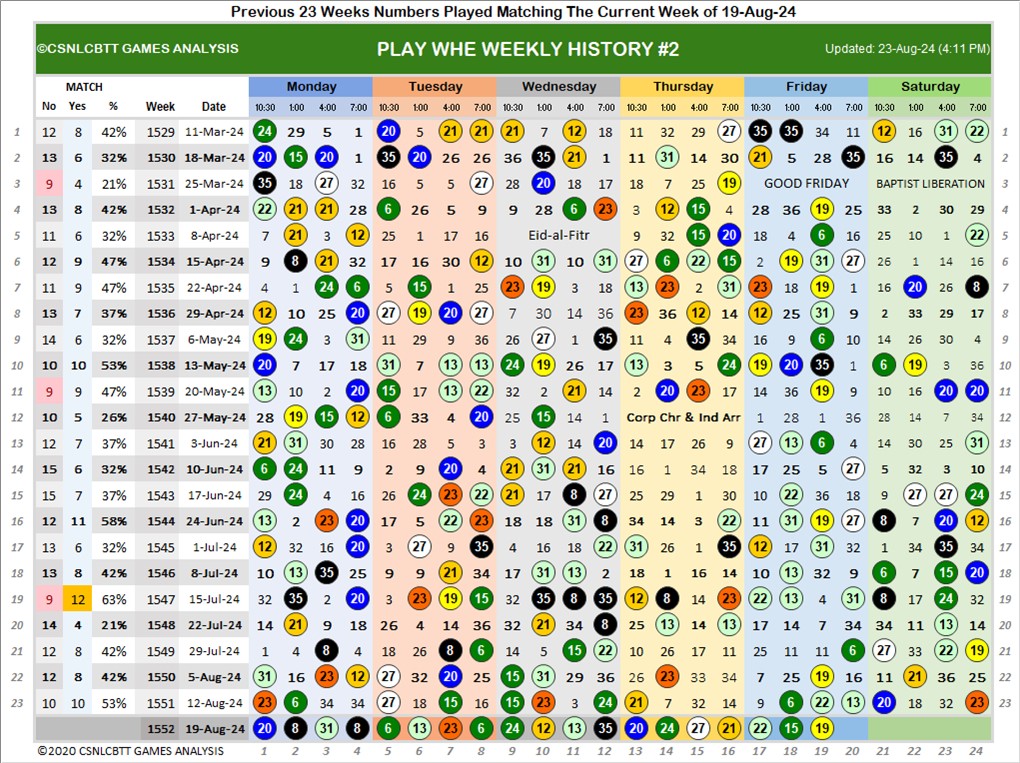 Previous 23 Weeks Numbers Played Matching The Current Week of 19-Aug-24
©CSNLCBTT GAMES ANALYSIS PLAY WHE WEEKLY HISTORY #2 Updated: 23-Aug-24 (4:11 PM)
MATCH Monday Tuesday Wednesday Thursday Friday Saturday
No Yes % Week Date 10:30 1:00 4:00 7:00 10:30 1:00 4:00 7:00 10:30 1:00 4:00 7:00 10:30 1:00 4:00 7:00 10:30 1:00 4:00 7:00 10:30 1:00 4:00 7:00
1 12 8 42% 1529 11-Mar-24 24 29 5 1 20 5 21 21 21 7 12 18 11 32 29 27 35 35 34 11 12 16 31 22 1
2 13 6 32% 1530 18-Mar-24 20 15 20 1 35 20 26 26 36 35 21 1 11 31 14 30 21 5 28 35 16 14 35 4 2
3 9 4 21% 1531 25-Mar-24 35 18 27 32 16 5 5 27 28 20 18 17 18 7 25 19 GOOD FRIDAY BAPTIST LIBERATION 3
4 13 8 42% 1532 1-Apr-24 22 21 21 28 6 26 5 9 9 28 6 23 3 12 15 4 28 36 19 25 33 2 30 29 4
5 11 6 32% 1533 8-Apr-24 7 21 3 12 25 1 17 16 Eid-al-Fitr 9 32 15 20 18 4 6 16 25 10 1 22 5
6 12 9 47% 1534 15-Apr-24 9 8 21 32 17 16 30 12 10 31 10 31 27 6 22 15 2 19 31 27 26 1 14 16 6
7 11 9 47% 1535 22-Apr-24 4 1 24 6 5 15 1 25 23 19 3 18 13 23 2 31 23 18 19 1 16 20 26 8 7
8 13 7 37% 1536 29-Apr-24 12 10 25 20 27 19 20 27 7 30 14 36 23 36 12 14 12 25 31 9 2 33 29 17 8
9 14 6 32% 1537 6-May-24 19 24 3 31 11 29 9 36 26 27 9 35 11 4 35 34 9 9 6 10 14 26 30 4 9
10 10 10 53% 1538 13-May-24 20 7 17 18 31 7 13 13 24 19 26 17 13 3 5 24 19 20 35 1 6 19 3 36 10
11 9 9 47% 1539 20-May-24 13 10 2 20 15 17 13 22 32 2 21 14 2 20 23 17 14 36 19 9 10 16 20 20 11
12 10 5 26% 1540 27-May-24 28 19 15 12 6 33 4 20 25 15 14 1 Corp Chr & Ind Arr 1 28 1 36 28 14 7 34 12
13 12 7 37% 1541 3-Jun-24 21 31 30 28 16 28 5 3 3 12 14 20 14 17 26 9 27 13 6 4 14 30 25 31 13
14 15 6 32% 1542 10-Jun-24 6 24 11 9 2 9 20 4 21 31 21 16 16 1 34 18 17 25 5 27 5 32 3 10 14
15 15 7 37% 1543 17-Jun-24 29 24 4 16 26 24 23 22 21 17 8 27 25 29 1 30 10 22 36 18 9 27 27 24 15
16 12 11 58% 1544 24-Jun-24 13 2 23 20 17 5 22 23 18 18 31 8 34 14 3 22 11 31 19 27 8 7 20 12 16
17 13 6 32% 1545 1-Jul-24 12 32 16 20 3 27 9 35 4 16 18 22 31 26 1 35 12 17 31 32 1 34 35 34 17
18 13 8 42% 1546 8-Jul-24 10 13 35 25 9 9 21 34 17 31 13 2 18 1 16 14 10 13 32 9 6 7 15 20 18
19 9 12 63% 1547 15-Jul-24 32 35 2 20 3 23 19 15 32 35 8 35 12 8 14 23 19 13 4 31 8 17 24 32 19
20 14 4 21% 1548 22-Jul-24 14 21 9 18 26 4 14 36 32 21 34 8 25 13 14 13 17 14 7 34 34 11 13 14 20
21 12 8 42% 1549 29-Jul-24 1 4 8 4 18 26 8 6 14 5 15 22 10 26 17 11 25 11 11 6 27 33 22 19 21
22 12 8 42% 1550 5-Aug-24 31 16 23 12 27 32 20 25 15 31 29 36 26 23 33 34 7 25 19 16 11 21 36 25 22
23 10 10 53% 1551 12-Aug-24 23 6 34 34 27 18 15 16 15 23 3 24 21 7 32 14 9 6 22 13 20 18 32 23 23
1552 19-Aug-24 20 8 31 8 6 13 23 6 24 12 13 35 20 24 27 21 22 15 19
©2020 CSNLCBTT GAMES ANALYSIS 1 2 3 4 5 6 7 8 9 10 11 12 13 14 15 16 17 18 19 20 21 22 23 24